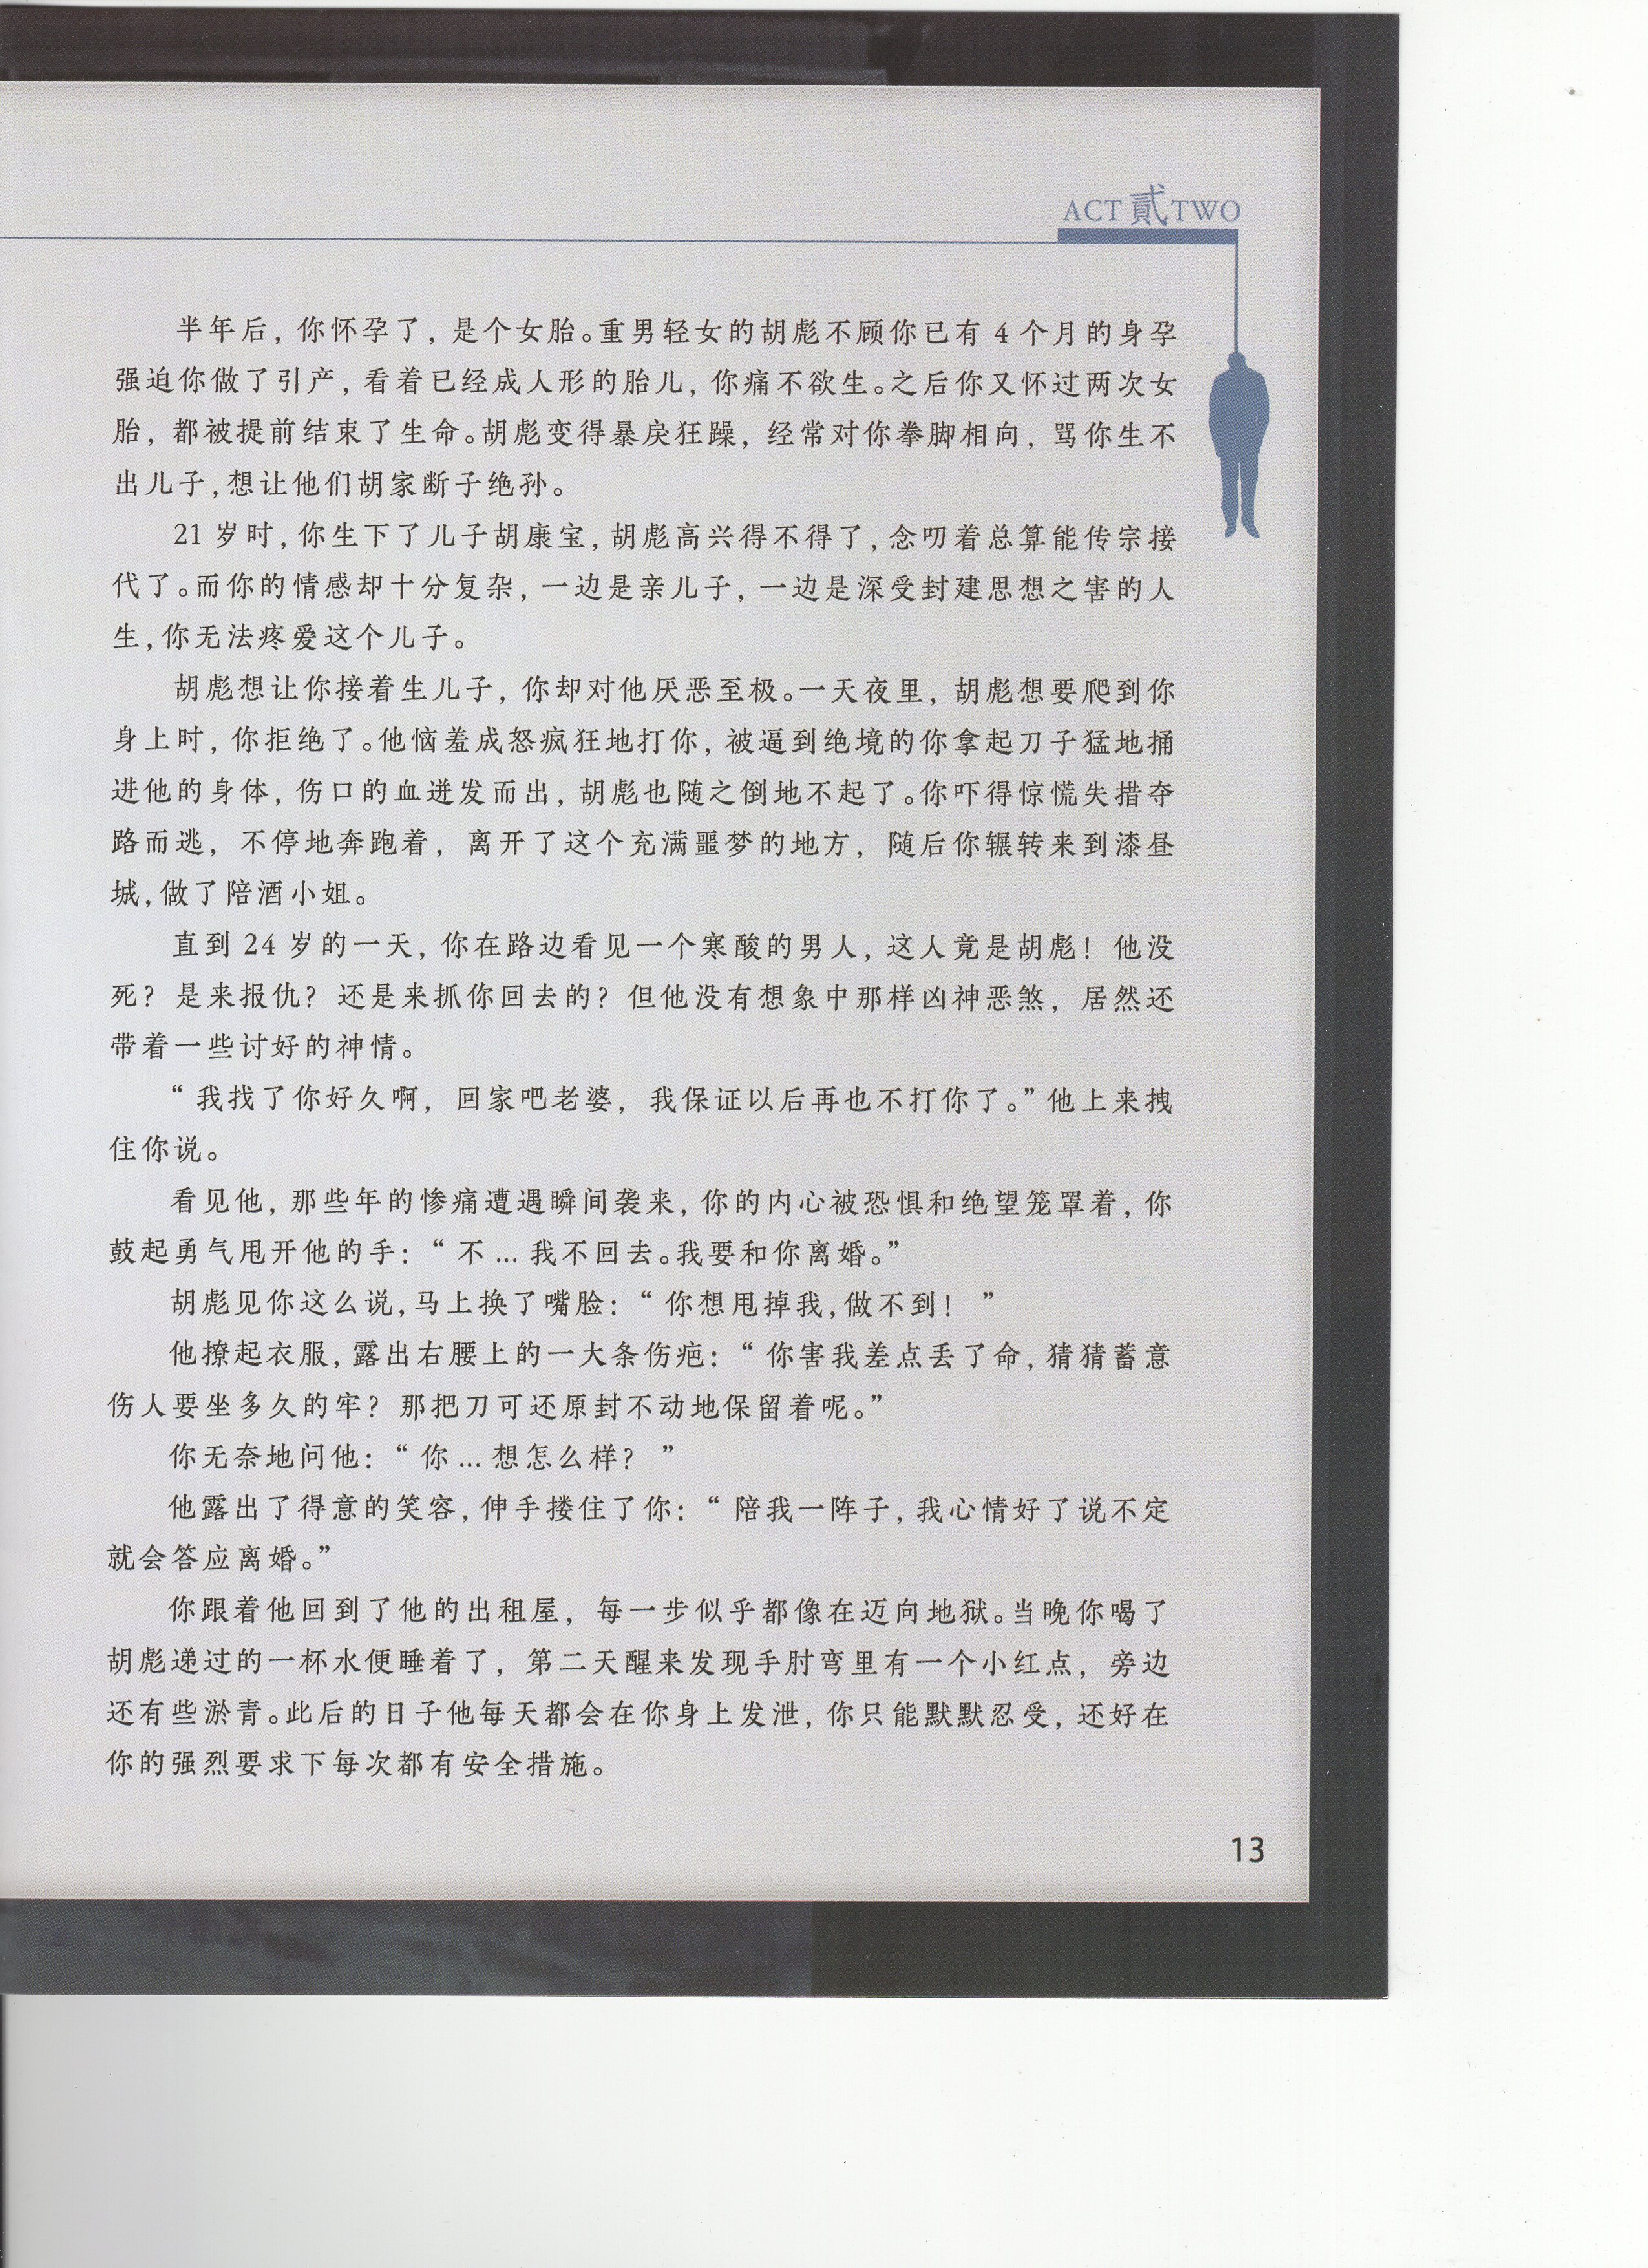 ACT 貳 TWO
半年后，你怀孕了，是个女胎。重男轻女的胡彪不顾你已有 4 个月的身孕
强迫你做了引产，看着已经成人形的胎儿，你痛不欲生。之后你又怀过两次女
胎，都被提前结束了生命。胡彪变得暴戾狂躁，经常对你拳脚相向，骂你生不
出儿子，想让他们胡家断子绝孙。
21 岁时，你生下了儿子胡康宝，胡彪高兴得不得了，念叨着总算能传宗接
代了。而你的情感却十分复杂，一边是亲儿子，一边是深受封建思想之害的人
生，你无法疼爱这个儿子。
胡彪想让你接着生儿子，你却对他厌恶至极。一天夜里，胡彪想要爬到你
身上时，你拒绝了。他恼羞成怒疯狂地打你，被逼到绝境的你拿起刀子猛地捅
进他的身体，伤口的血迸发而出，胡彪也随之倒地不起了。你吓得惊慌失措夺
路而逃，不停地奔跑着，离开了这个充满噩梦的地方，随后你辗转来到漆昼
城，做了陪酒小姐。
直到 24 岁的一天，你在路边看见一个寒酸的男人，这人竟是胡彪！他没
死？是来报仇？还是来抓你回去的？但他没有想象中那样凶神恶煞，居然还
带着一些讨好的神情。
“我找了你好久啊，回家吧老婆，我保证以后再也不打你了。”他上来拽
住你说。
看见他，那些年的惨痛遭遇瞬间袭来，你的内心被恐惧和绝望笼罩着，你
鼓起勇气甩开他的手：“不...我不回去。我要和你离婚。”
胡彪见你这么说，马上换了嘴脸：“你想甩掉我，做不到！”
他撩起衣服，露出右腰上的一大条伤疤：“你害我差点丢了命，猜猜蓄意
伤人要坐多久的牢？那把刀可还原封不动地保留着呢。”
你无奈地问他：“你...想怎么样？”
他露出了得意的笑容，伸手搂住了你：“陪我一阵子，我心情好了说不定
就会答应离婚。”
你跟着他回到了他的出租屋，每一步似乎都像在迈向地狱。当晚你喝了
胡彪递过的一杯水便睡着了，第二天醒来发现手肘弯里有一个小红点，旁边
还有些淤青。此后的日子他每天都会在你身上发泄，你只能默默忍受，还好在
你的强烈要求下每次都有安全措施。
13